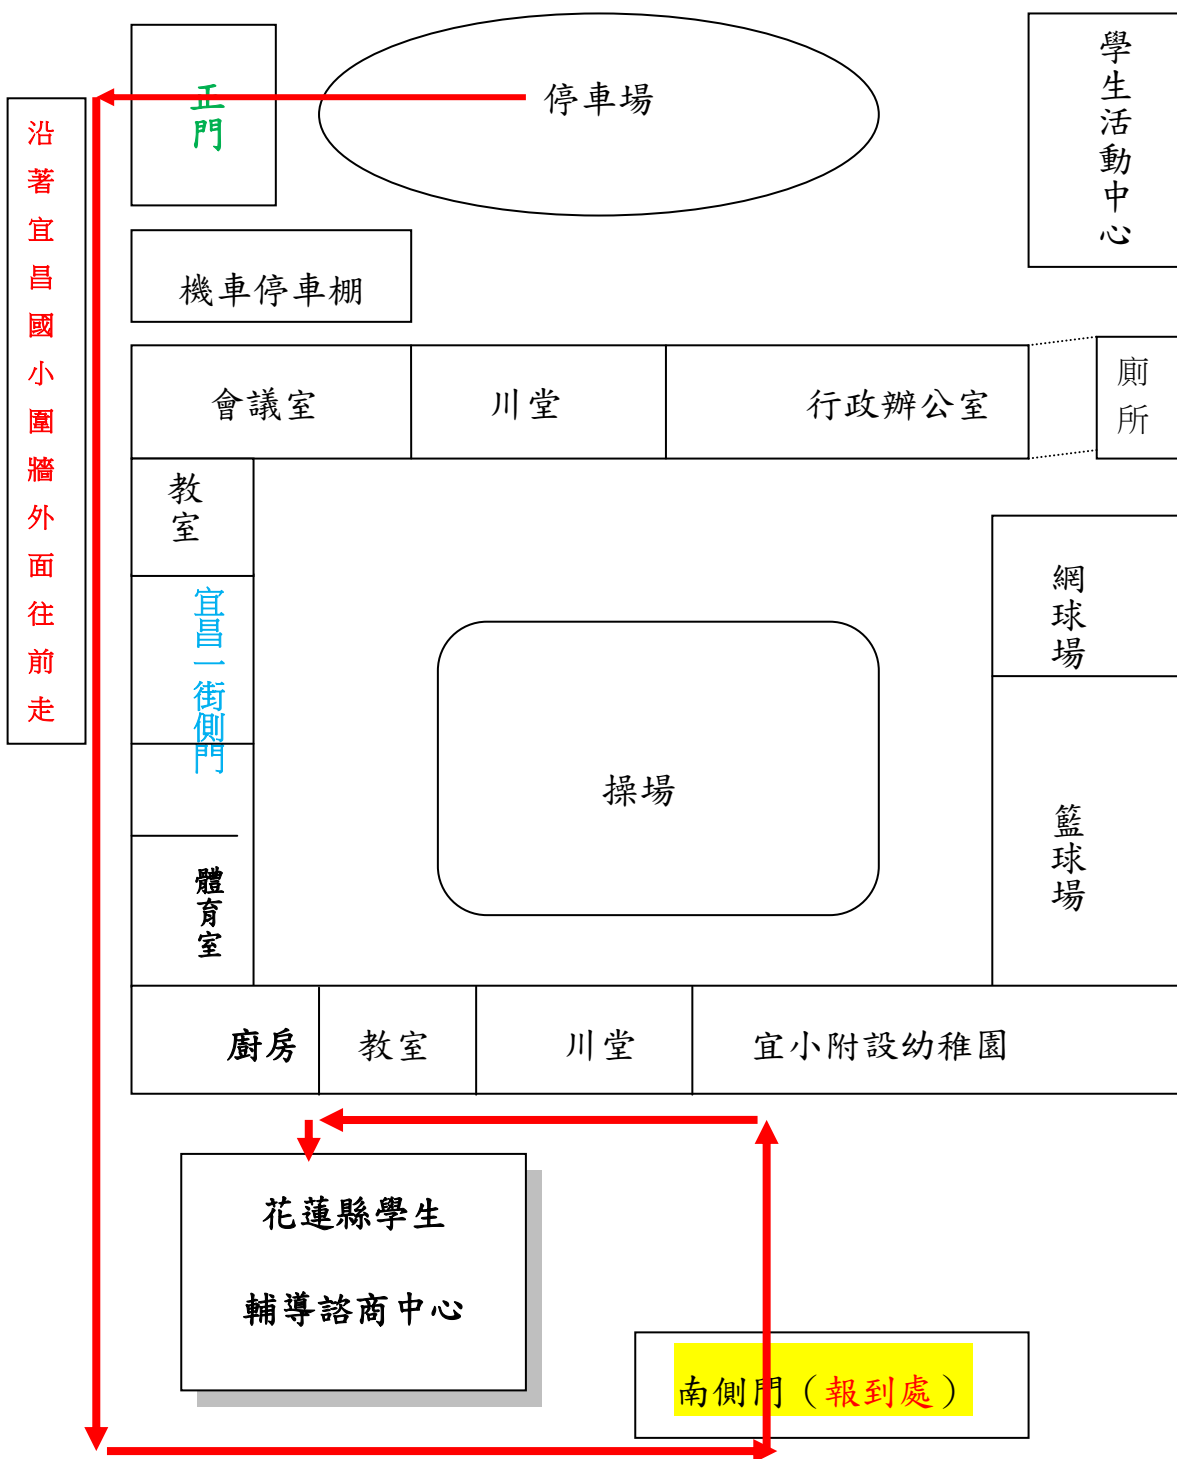 停車場
學生活動中心
正門
沿著宜昌國小圍牆外面往前走
機車停車棚
會議室
川堂
行政辦公室
廁所
教室
宜昌一街側門
網球場
操場
籃球場
體育室
廚房
教室
川堂
宜小附設幼稚園
花蓮縣學生
輔導諮商中心
南側門（報到處）